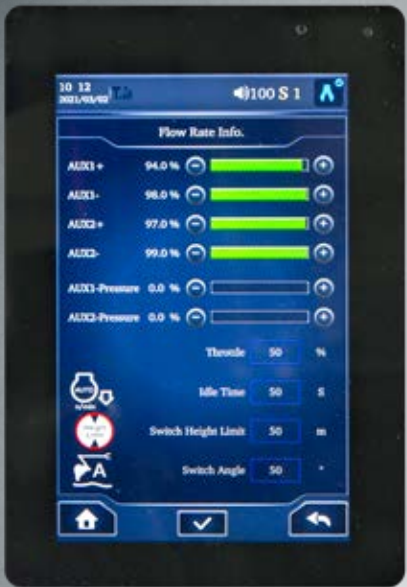 10 12
2021/03/02
100 S 1
Flow Rate Info.
AUX1+ 94.0 %
AUX1- 98.0 %
AUX2+ 97.0 %
AUX2- 99.0 %
AUX1-Pressure 0.0 %
AUX2-Pressure 0.0 %
Throttle 50 %
AUTO
n/min
Idle Time 50 S
Switch Height Limit 50 m
A
Switch Angle 50 °